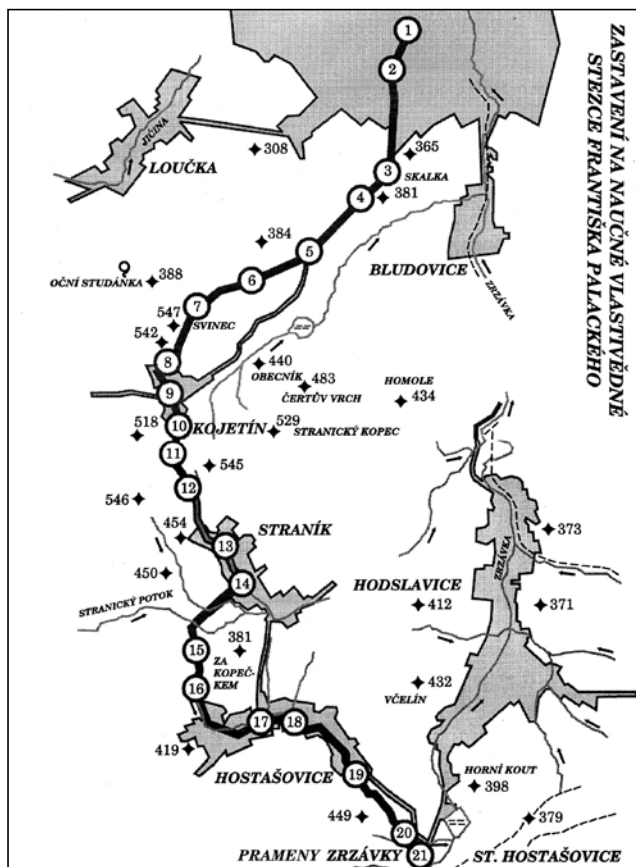 ZASTAVENÍ NA NAUČNÉ VLASTIVĚDNÉ
STEZCE FRANTIŠKA PALACKÉHO
1
2
JIČINA
LOUČKA
308
365
3
SKALKA
4
381
384
5
BLUDOVICE
ZRZÁVKA
6
OČNÍ STUDÁNKA
388
7
547
SVINEC
542
8
440
OBECNÍK
483
ČERTŮV VRCH
HOMOLE
434
9
518
10
KOJETÍN
529
STRANICKÝ KOPEC
11
545
12
546
454
13
STRANÍK
ZRZÁVKA
373
450
14
HODSLAVICE
412
371
STRANICKÝ POTOK
15
381
ZA
KOPEČ-
KEM
16
432
VČELÍN
17
18
419
HOSTAŠOVICE
19
HORNÍ KOUT
398
449
379
20
PRAMENY ZRZÁVKY
21
ST. HOSTAŠOVICE